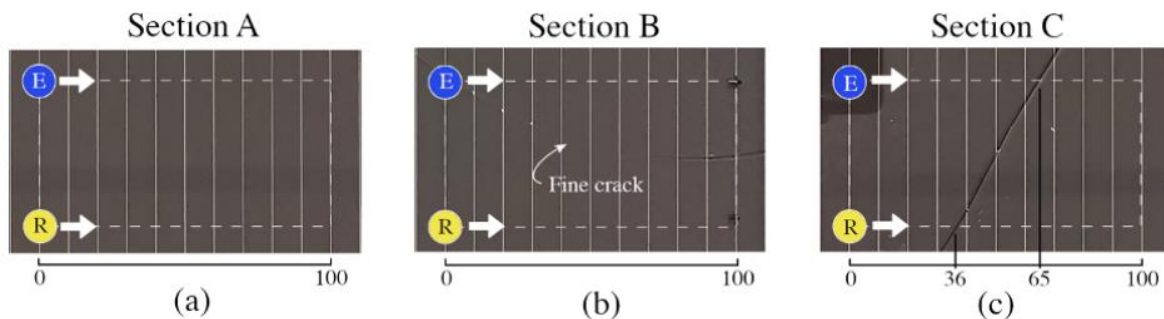 Section A
E
R
0 100
(a)
Section B
E
Fine crack
R
0 100
(b)
Section C
E
R
0 36 65 100
(c)